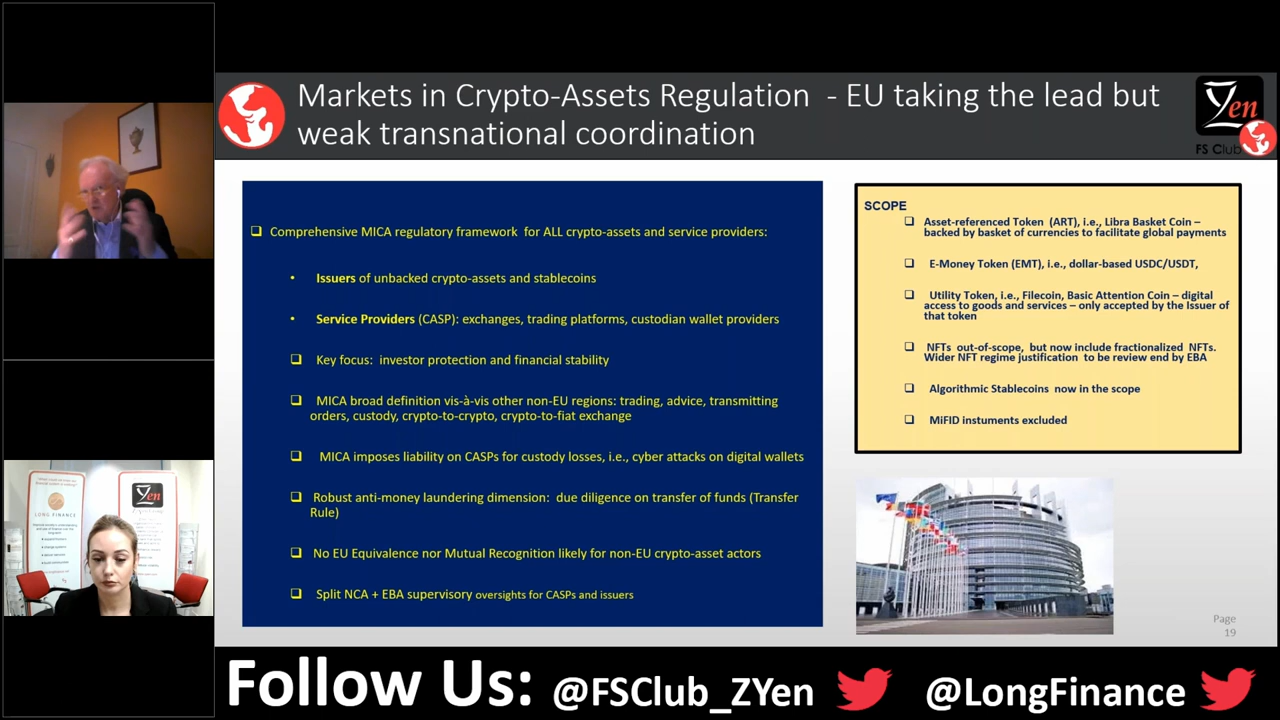 Markets in Crypto-Assets Regulation - EU taking the lead but
weak transnational coordination
Yen
FS Club
Comprehensive MICA regulatory framework for ALL crypto-assets and service providers:
Issuers of unbacked crypto-assets and stablecoins
Service Providers (CASP): exchanges, trading platforms, custodian wallet providers
Key focus: investor protection and financial stability
MICA broad definition vis-à-vis other non-EU regions: trading, advice, transmitting
orders, custody, crypto-to-crypto, crypto-to-fiat exchange
MICA imposes liability on CASPs for custody losses, i.e., cyber attacks on digital wallets
Robust anti-money laundering dimension: due diligence on transfer of funds (Transfer
Rule)
No EU Equivalence nor Mutual Recognition likely for non-EU crypto-asset actors
Split NCA + EBA supervisory oversights for CASPs and issuers
SCOPE
Asset-referenced Token (ART), i.e., Libra Basket Coin –
backed by basket of currencies to facilitate global payments
E-Money Token (EMT), i.e., dollar-based USDC/USDT,
Utility Token, i.e., Filecoin, Basic Attention Coin – digital
access to goods and services – only accepted by the Issuer of
that token
NFTs out-of-scope, but now include fractionalized NFTs.
Wider NFT regime justification to be review end by EBA
Algorithmic Stablecoins now in the scope
MiFID instuments excluded
Page
19
LONG FINANCE
Yen
Follow Us: @FSClub_ZYen @LongFinance